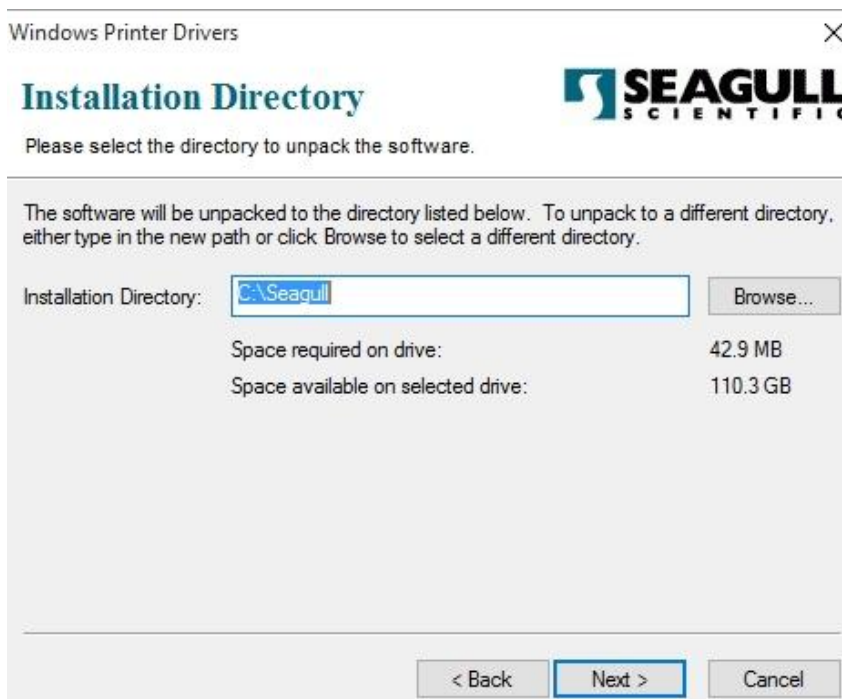 Windows Printer Drivers
Installation Directory
SEAGULL
SCIENTIFIC
Please select the directory to unpack the software.
The software will be unpacked to the directory listed below. To unpack to a different directory,
either type in the new path or click Browse to select a different directory.
Installation Directory: C:\Seagull Browse...
Space required on drive: 42.9 MB
Space available on selected drive: 110.3 GB
< Back Next > Cancel